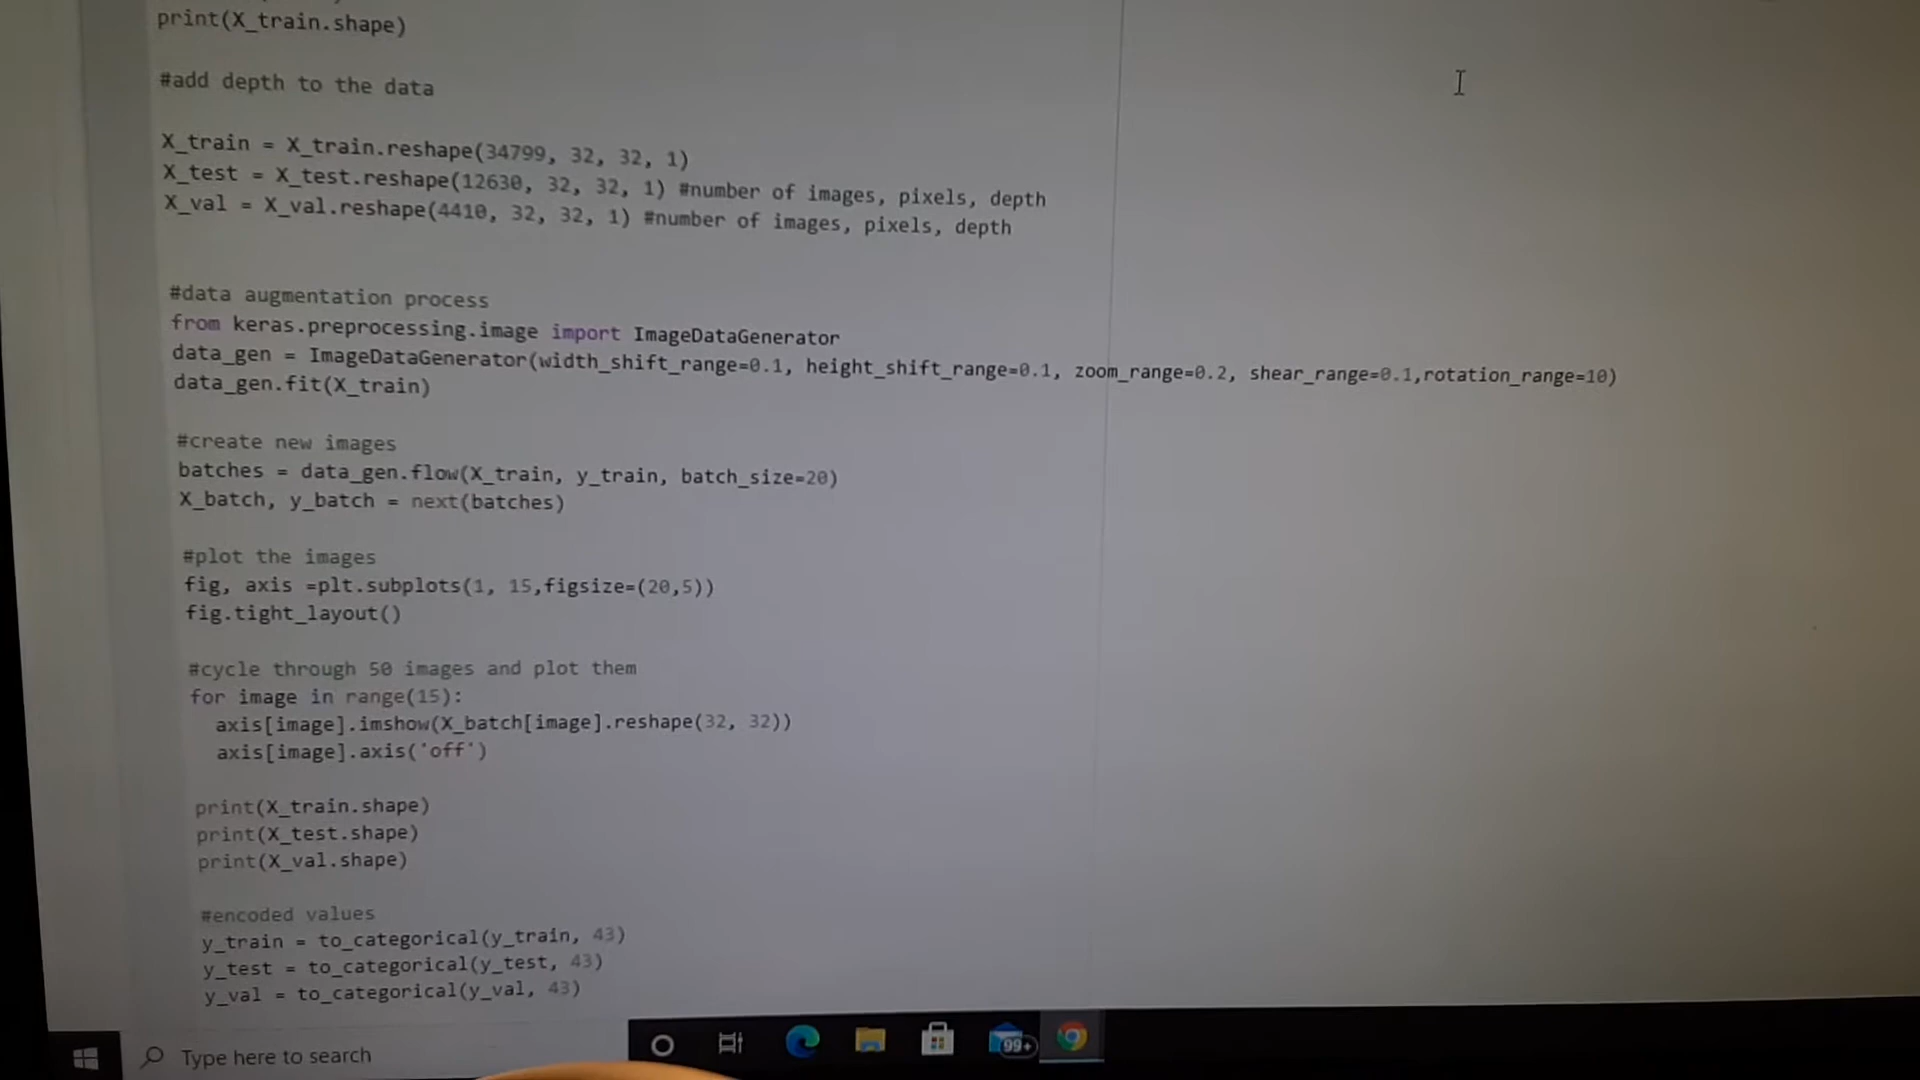 print(X_train.shape)
#add depth to the data
X_train = X_train.reshape(34799, 32, 32, 1)
X_test = X_test.reshape(12630, 32, 32, 1) #number of images, pixels, depth
X_val = X_val.reshape(4410, 32, 32, 1) #number of images, pixels, depth
#data augmentation process
from keras.preprocessing.image import ImageDataGenerator
data_gen = ImageDataGenerator(width_shift_range=0.1, height_shift_range=0.1, zoom_range=0.2, shear_range=0.1,rotation_range=10)
data_gen.fit(X_train)
#create new images
batches = data_gen.flow(X_train, y_train, batch_size=20)
X_batch, y_batch = next(batches)
#plot the images
fig, axis =plt.subplots(1, 15,figsize=(20,5))
fig.tight_layout()
#cycle through 50 images and plot them
for image in range(15):
axis[image].imshow(X_batch[image].reshape(32, 32))
axis[image].axis('off')
print(X_train.shape)
print(X_test.shape)
print(X_val.shape)
#encoded values
y_train = to_categorical(y_train, 43)
y_test = to_categorical(y_test, 43)
y_val = to_categorical(y_val, 43)
Type here to search
99+